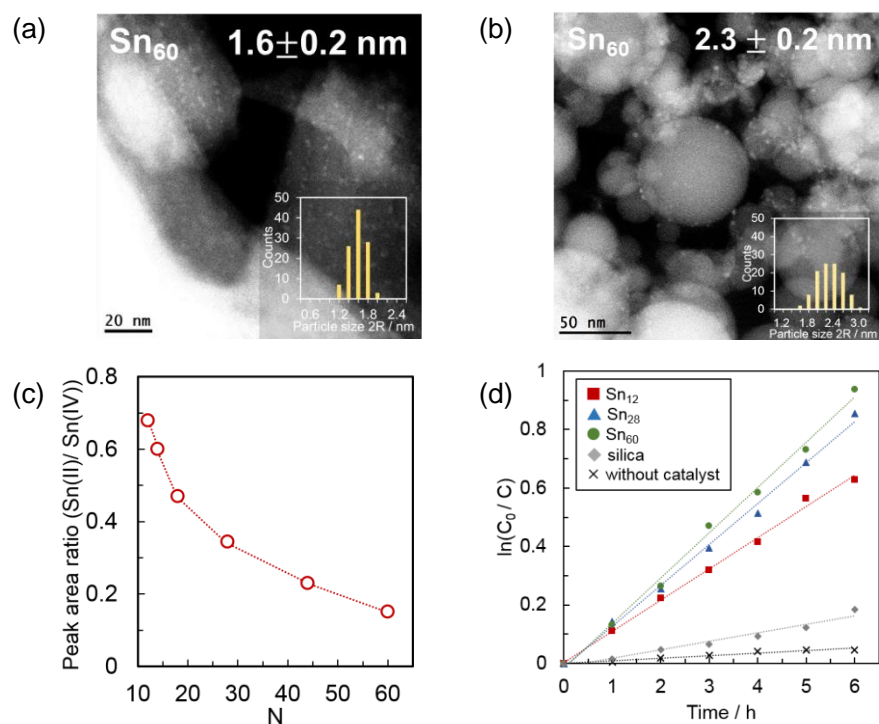 (a)
Sn₆₀ 1.6±0.2 nm
50
40
30
20
10
0
Counts
0.6 1.2 1.8 2.4
Particle size 2R / nm
20 nm
(b)
Sn₆₀ 2.3 ± 0.2 nm
50
40
30
20
10
0
Counts
1.2 1.8 2.4 3.0
Particle size 2R / nm
50 nm
(c)
Peak area ratio (Sn(II)/ Sn(IV))
0.8
0.6
0.4
0.2
0
10 20 30 40 50 60
N
(d)
ln(C₀ / C)
1
0.8
0.6
0.4
0.2
0
Sn₁₂
Sn₂₈
Sn₆₀
silica
without catalyst
0 1 2 3 4 5 6
Time / h